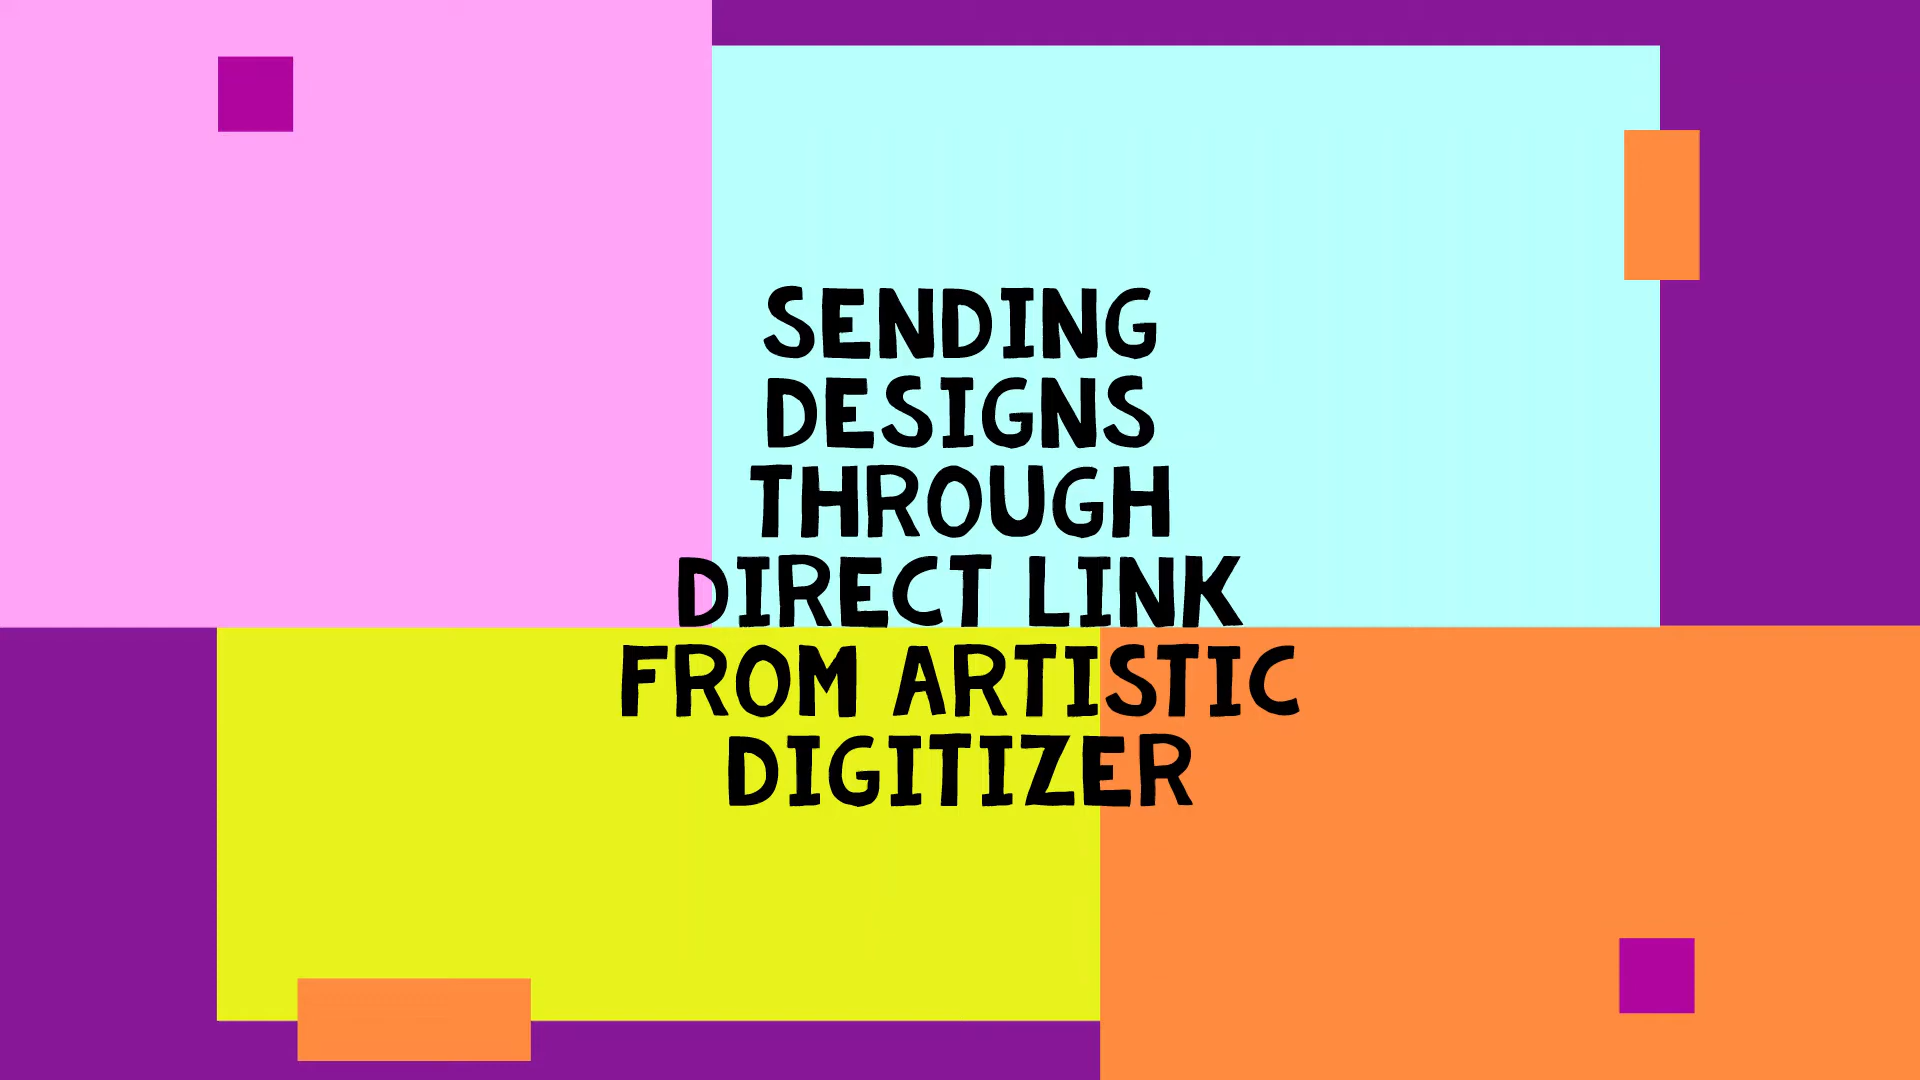 SENDING
DESIGNS
THROUGH
DIRECT LINK
FROM ARTISTIC
DIGITIZER